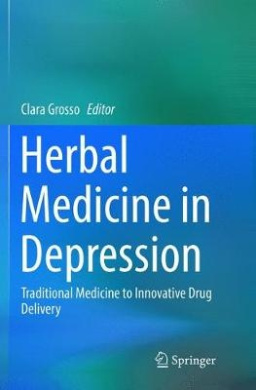 Clara Grosso Editor
Herbal
Medicine in
Depression
Traditional Medicine to Innovative Drug
Delivery
Springer